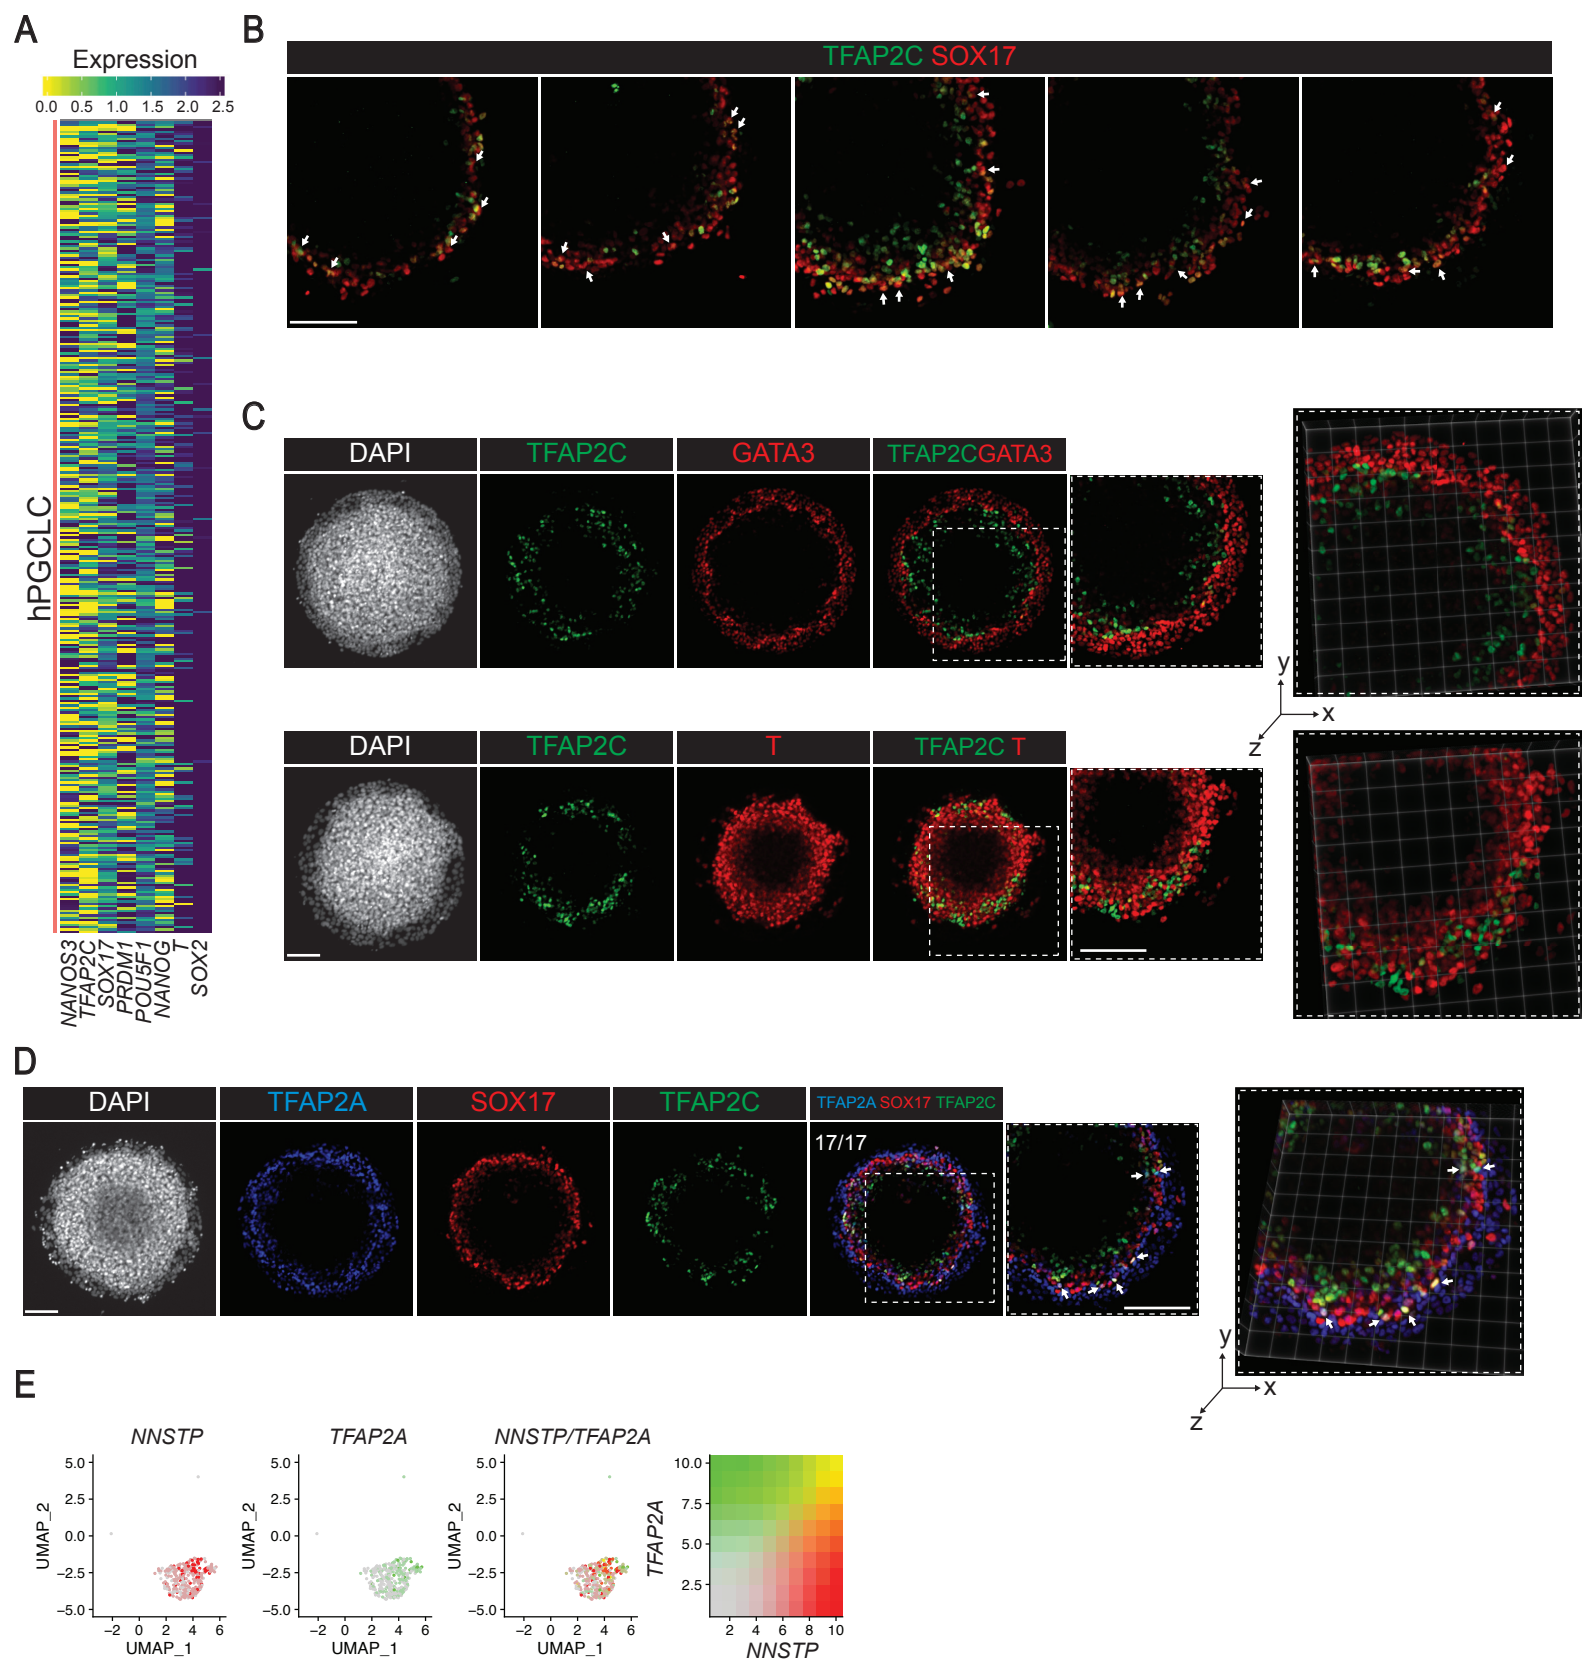 A
Expression
0.0 0.5 1.0 1.5 2.0 2.5
hPGCLC
NANOS3
TFAP2C
SOX17
PRDM1
POU5F1
NANOG
T
SOX2
B
TFAP2C SOX17
C
DAPI
TFAP2C
GATA3
TFAP2CGATA3
y
x
z
DAPI
TFAP2C
T
TFAP2C T
D
DAPI
TFAP2A
SOX17
TFAP2C
TFAP2A SOX17 TFAP2C
17/17
y
x
z
E
NNSTP
UMAP_2
5.0
2.5
0.0
−2.5
−5.0
−2 0 2 4 6
UMAP_1
TFAP2A
UMAP_2
5.0
2.5
0.0
−2.5
−5.0
−2 0 2 4 6
UMAP_1
NNSTP/TFAP2A
UMAP_2
5.0
2.5
0.0
−2.5
−5.0
−2 0 2 4 6
UMAP_1
TFAP2A
10.0
7.5
5.0
2.5
2 4 6 8 10
NNSTP